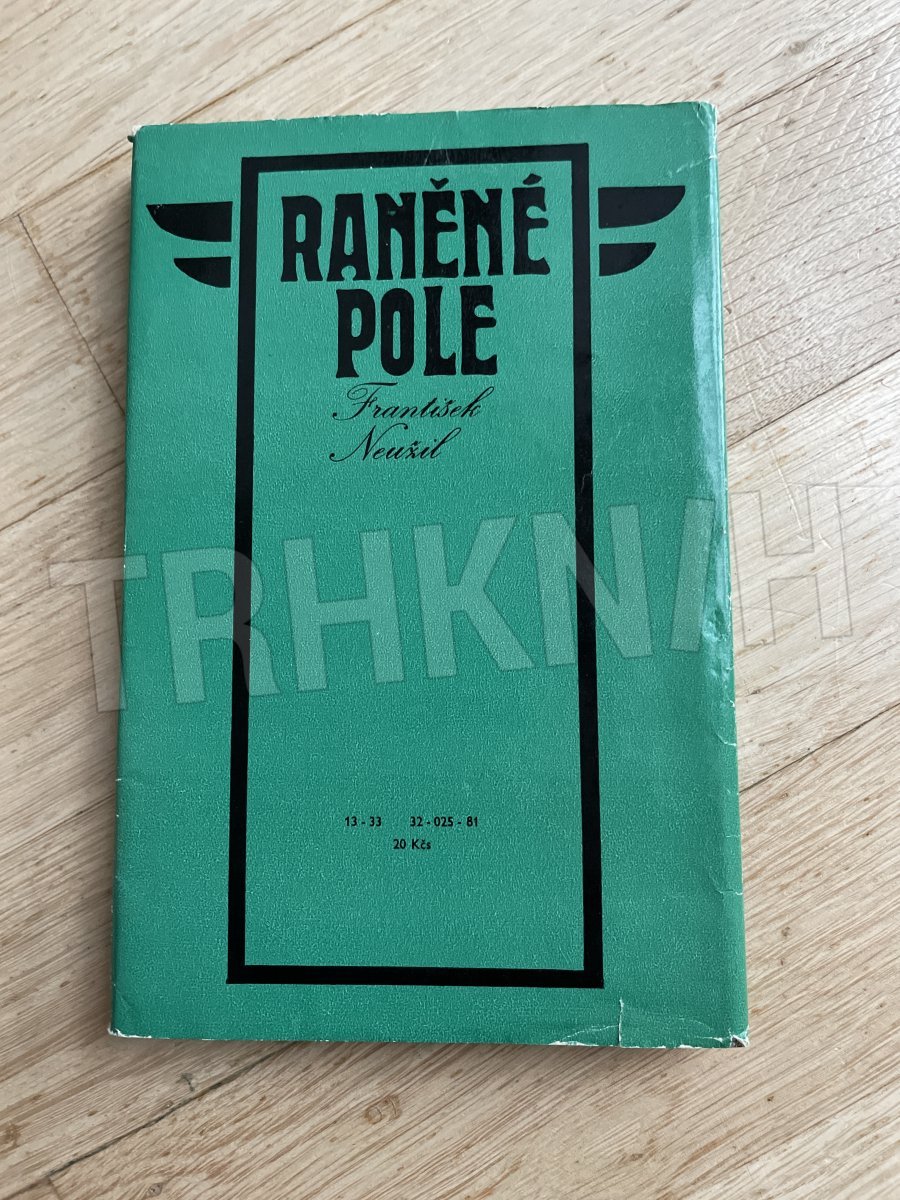 RANĚNÉ
POLE
František
Neužil
TRHKNIH
13-33 32-025-81
20 Kčs